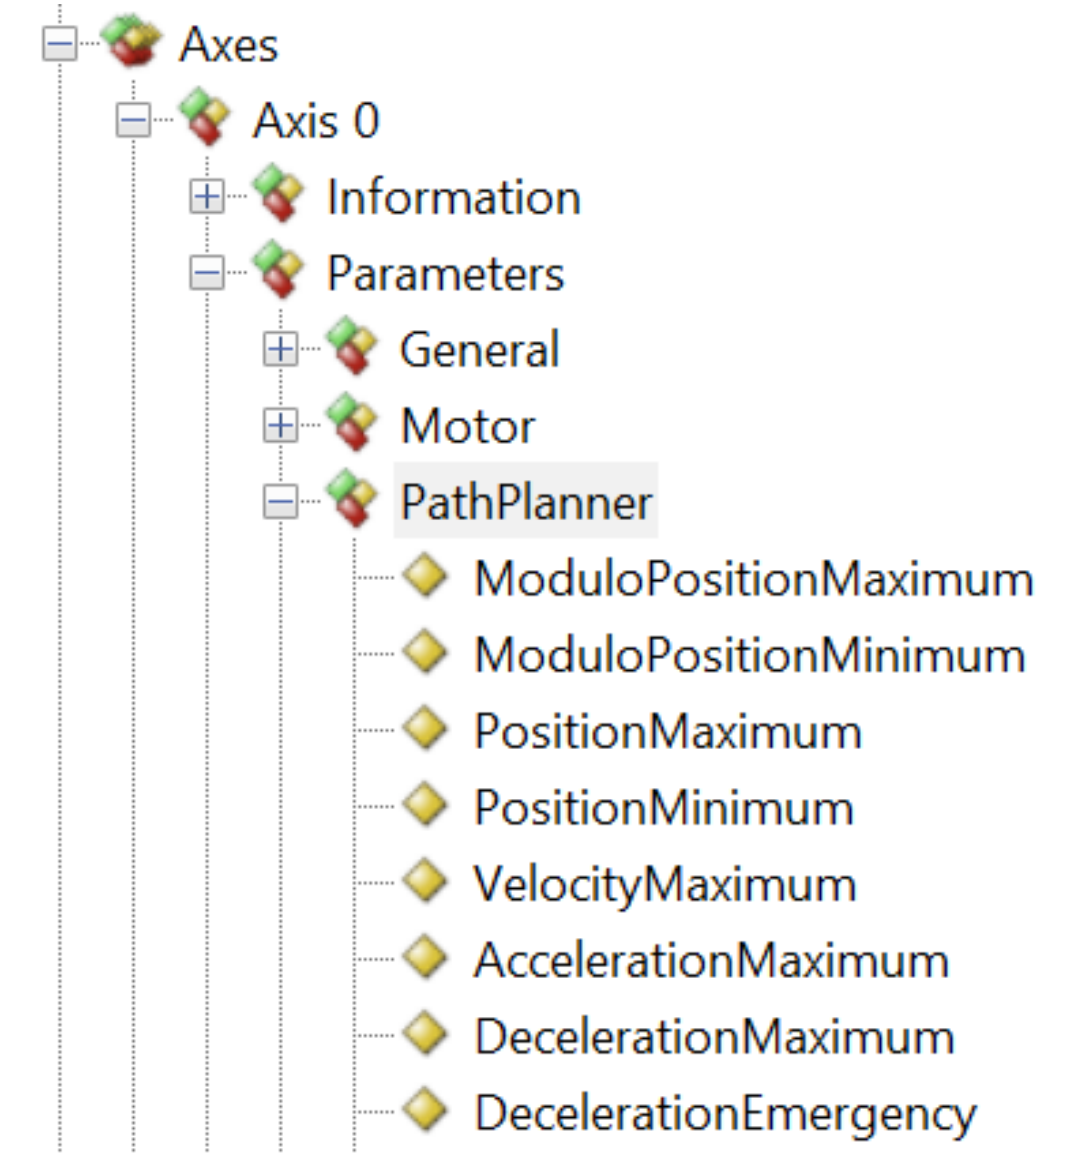 Axes
Axis 0
Information
Parameters
General
Motor
PathPlanner
ModuloPositionMaximum
ModuloPositionMinimum
PositionMaximum
PositionMinimum
VelocityMaximum
AccelerationMaximum
DecelerationMaximum
DecelerationEmergency